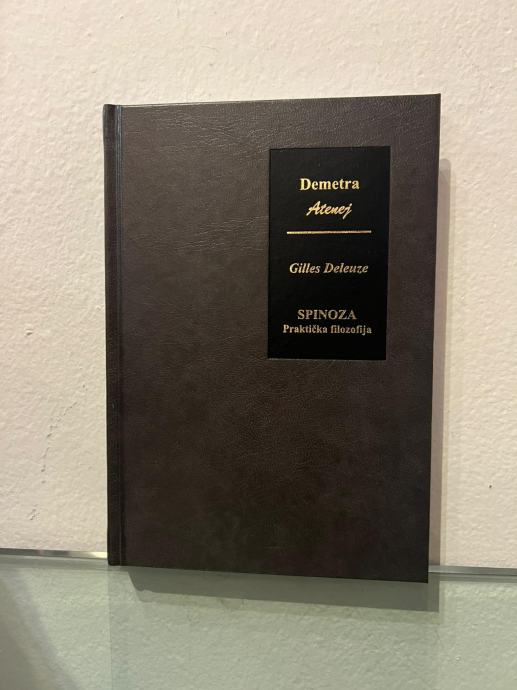 Demetra
Atenej
Gilles Deleuze
SPINOZA
Praktička filozofija